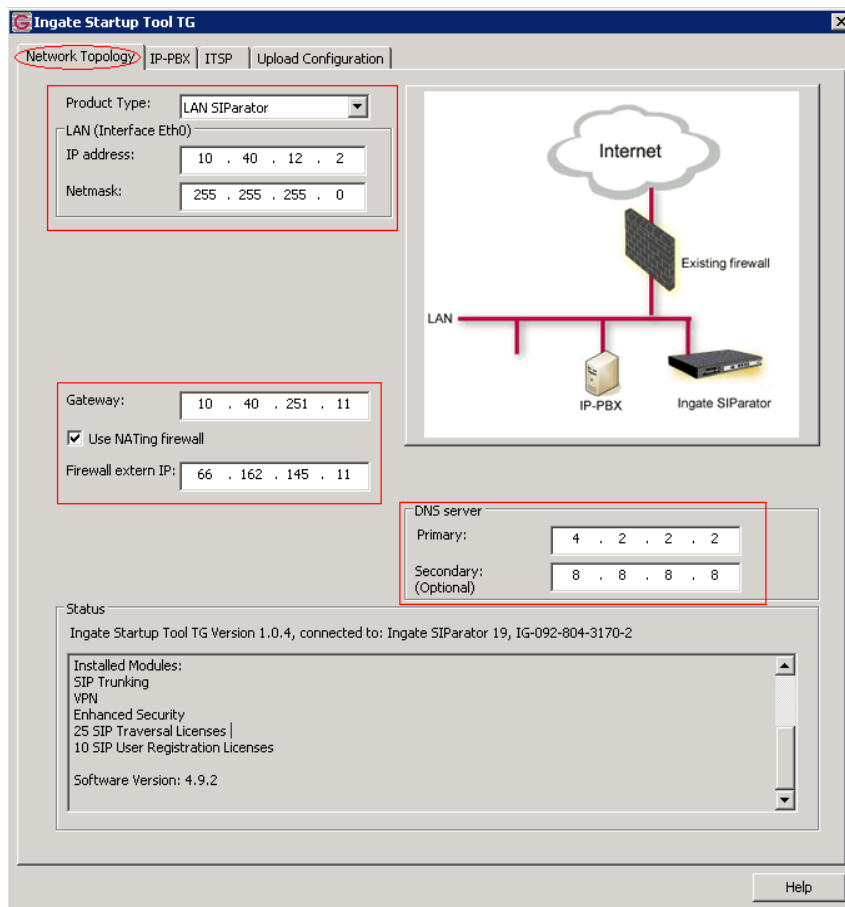 Ingate Startup Tool TG
Network Topology
IP-PBX
ITSP
Upload Configuration
Product Type:
LAN SIParator
LAN (Interface Eth0)
IP address:
10 . 40 . 12 . 2
Netmask:
255 . 255 . 255 . 0
Internet
Existing firewall
LAN
IP-PBX
Ingate SIParator
Gateway:
10 . 40 . 251 . 11
Use NATing firewall
Firewall extern IP:
66 . 162 . 145 . 11
DNS server
Primary:
4 . 2 . 2 . 2
Secondary:
(Optional)
8 . 8 . 8 . 8
Status
Ingate Startup Tool TG Version 1.0.4, connected to: Ingate SIParator 19, IG-092-804-3170-2
Installed Modules:
SIP Trunking
VPN
Enhanced Security
25 SIP Traversal Licenses
10 SIP User Registration Licenses
Software Version: 4.9.2
Help